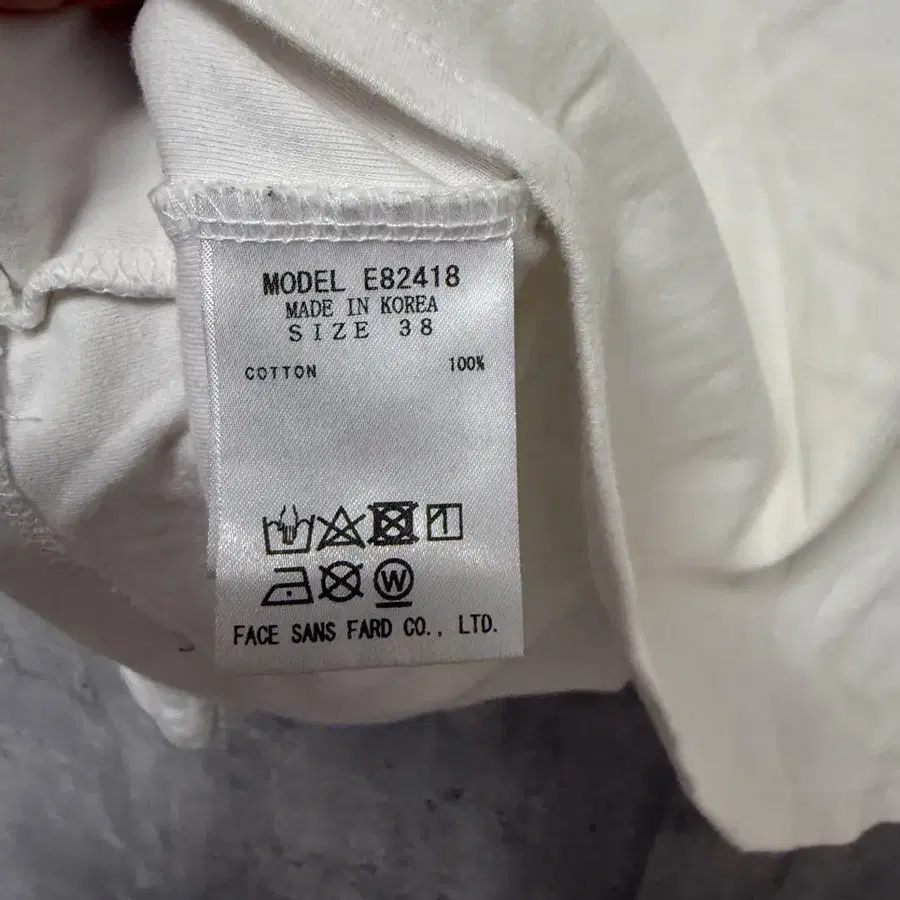 MODEL E82418
MADE IN KOREA
SIZE 38
COTTON 100%
W
FACE SANS FARD CO., LTD.